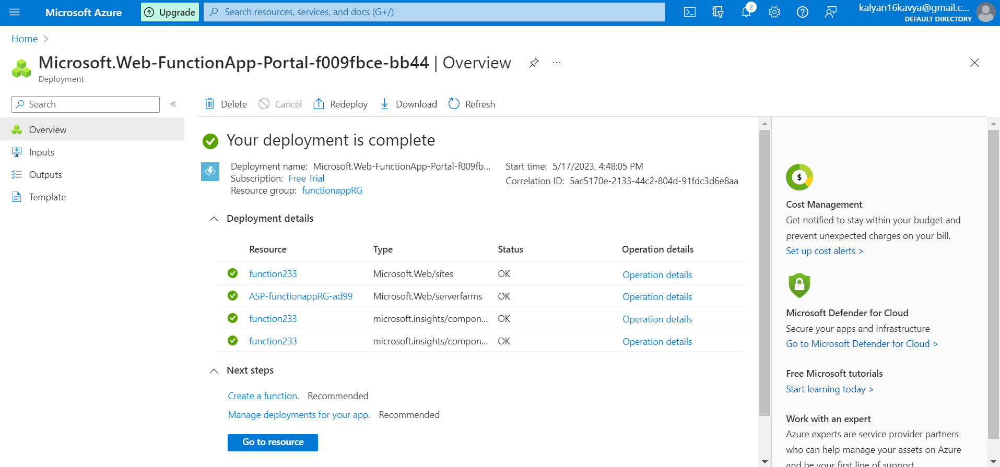 Microsoft Azure
Upgrade
Search resources, services, and docs (G+/)
2
kalyan16kavya@gmail.c...
DEFAULT DIRECTORY
Home >
Microsoft.Web-FunctionApp-Portal-f009fbce-bb44 | Overview
...
Deployment
Search
«
Delete
Cancel
Redeploy
Download
Refresh
Overview
Inputs
Outputs
Template
Your deployment is complete
Deployment name: Microsoft.Web-FunctionApp-Portal-f009fb...
Subscription: Free Trial
Resource group: functionappRG
Start time: 5/17/2023, 4:48:05 PM
Correlation ID: 5ac5170e-2133-44c2-804d-91fdc3d6e8aa
Deployment details
Resource Type Status Operation details
function233 Microsoft.Web/sites OK Operation details
ASP-functionappRG-ad99 Microsoft.Web/serverfarms OK Operation details
function233 microsoft.insights/compon... OK Operation details
function233 microsoft.insights/compon... OK Operation details
Next steps
Create a function. Recommended
Manage deployments for your app. Recommended
Go to resource
$
Cost Management
Get notified to stay within your budget and
prevent unexpected charges on your bill.
Set up cost alerts >
Microsoft Defender for Cloud
Secure your apps and infrastructure
Go to Microsoft Defender for Cloud >
Free Microsoft tutorials
Start learning today >
Work with an expert
Azure experts are service provider partners
who can help manage your assets on Azure
and be your first line of support.